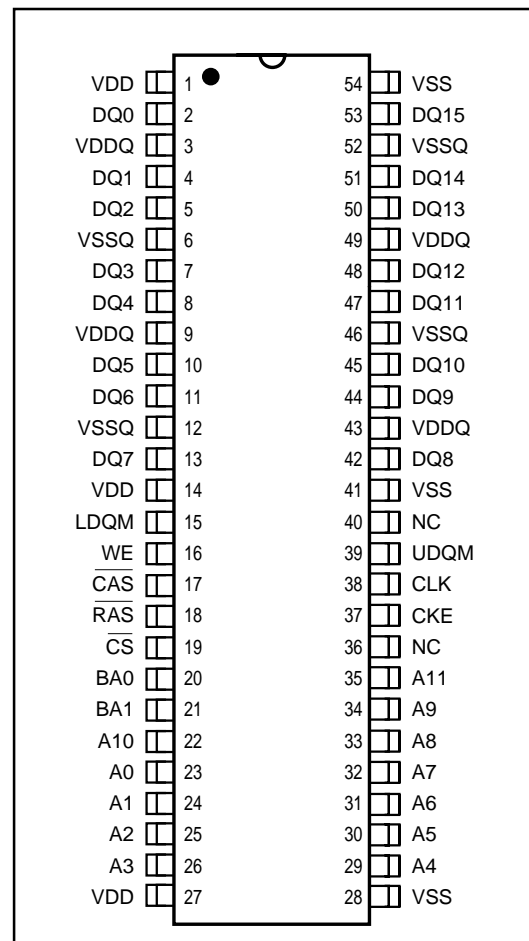 VDD 1 54 VSS
DQ0 2 53 DQ15
VDDQ 3 52 VSSQ
DQ1 4 51 DQ14
DQ2 5 50 DQ13
VSSQ 6 49 VDDQ
DQ3 7 48 DQ12
DQ4 8 47 DQ11
VDDQ 9 46 VSSQ
DQ5 10 45 DQ10
DQ6 11 44 DQ9
VSSQ 12 43 VDDQ
DQ7 13 42 DQ8
VDD 14 41 VSS
LDQM 15 40 NC
W̅E̅ 16 39 UDQM
C̅A̅S̅ 17 38 CLK
R̅A̅S̅ 18 37 CKE
C̅S̅ 19 36 NC
BA0 20 35 A11
BA1 21 34 A9
A10 22 33 A8
A0 23 32 A7
A1 24 31 A6
A2 25 30 A5
A3 26 29 A4
VDD 27 28 VSS